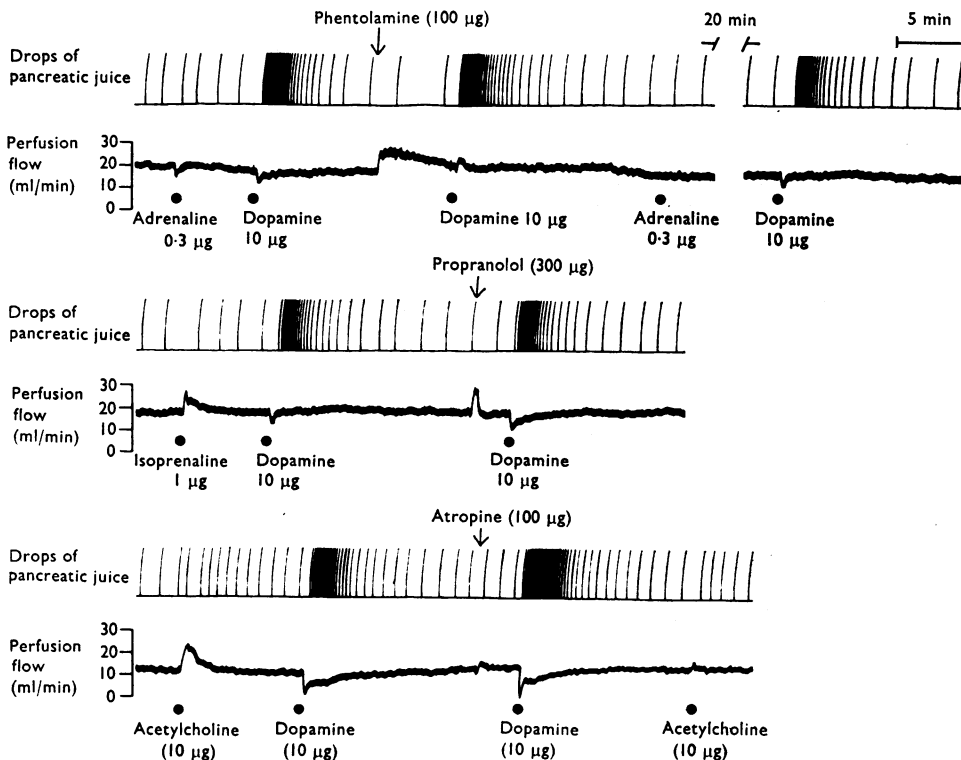 Phentolamine (100 μg)
20 min
5 min
Drops of
pancreatic juice
Perfusion
flow
(ml/min)
30
20
10
0
Adrenaline
0·3 μg
Dopamine
10 μg
Dopamine 10 μg
Adrenaline
0·3 μg
Dopamine
10 μg
Propranolol (300 μg)
Drops of
pancreatic juice
Perfusion
flow
(ml/min)
30
20
10
0
Isoprenaline
1 μg
Dopamine
10 μg
Dopamine
10 μg
Atropine (100 μg)
Drops of
pancreatic juice
Perfusion
flow
(ml/min)
30
20
10
0
Acetylcholine
(10 μg)
Dopamine
(10 μg)
Dopamine
(10 μg)
Acetylcholine
(10 μg)